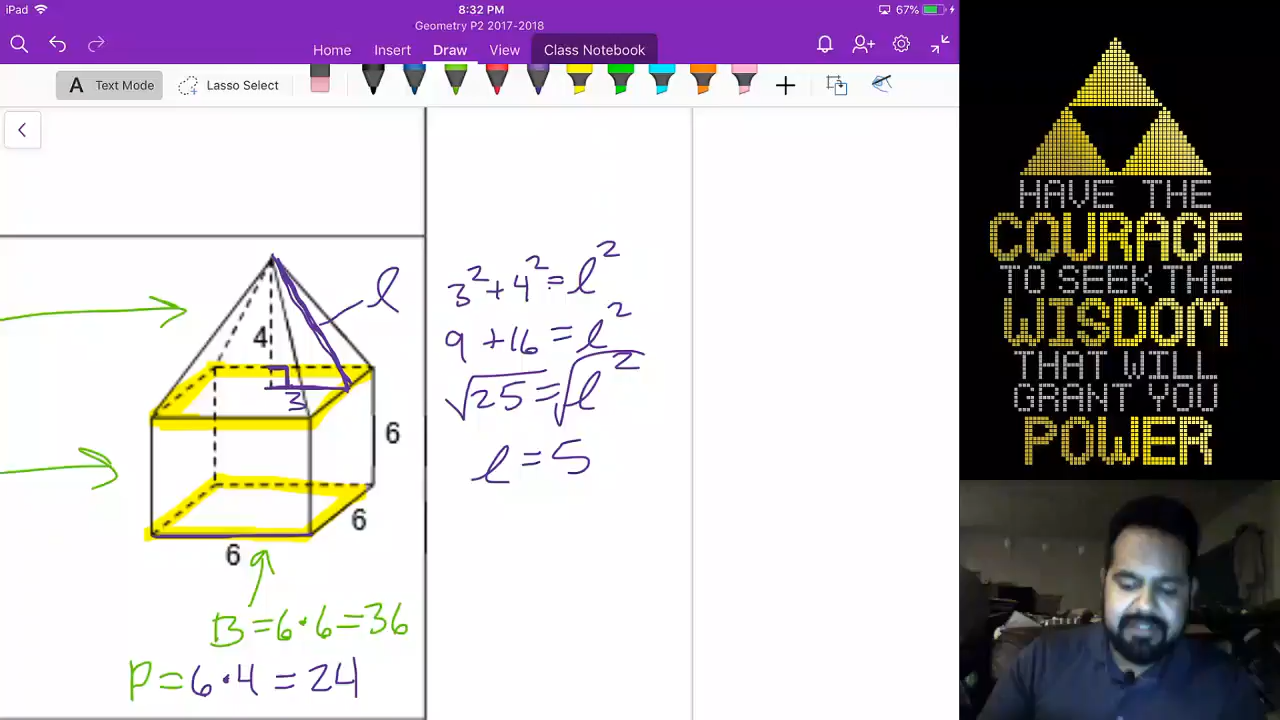 iPad
8:32 PM
67%
Geometry P2 2017-2018
Home
Insert
Draw
View
Class Notebook
A Text Mode
Lasso Select
4
l
3
6
6
6
B=6·6=36
P=6·4=24
3²+4²=l²
9+16=l²
√25=√l²
l=5
HAVE THE
COURAGE
TO SEEK THE
WISDOM
THAT WILL
GRANT YOU
POWER